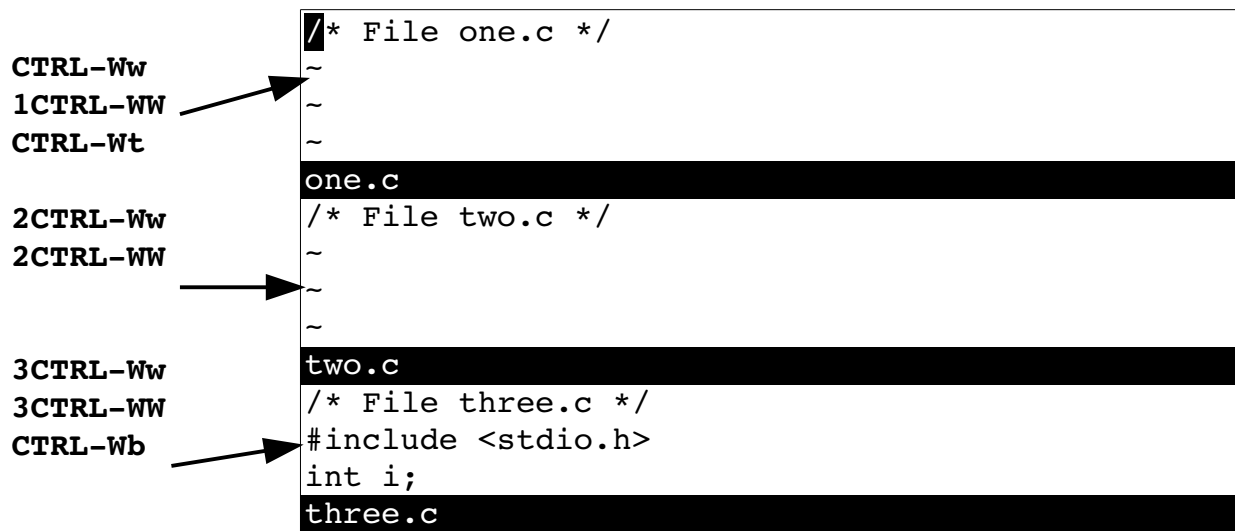 /* File one.c */
CTRL-Ww
~
1CTRL-WW
~
CTRL-Wt
~
one.c
2CTRL-Ww
/* File two.c */
2CTRL-WW
~
~
~
3CTRL-Ww
two.c
3CTRL-WW
/* File three.c */
CTRL-Wb
#include <stdio.h>
int i;
three.c